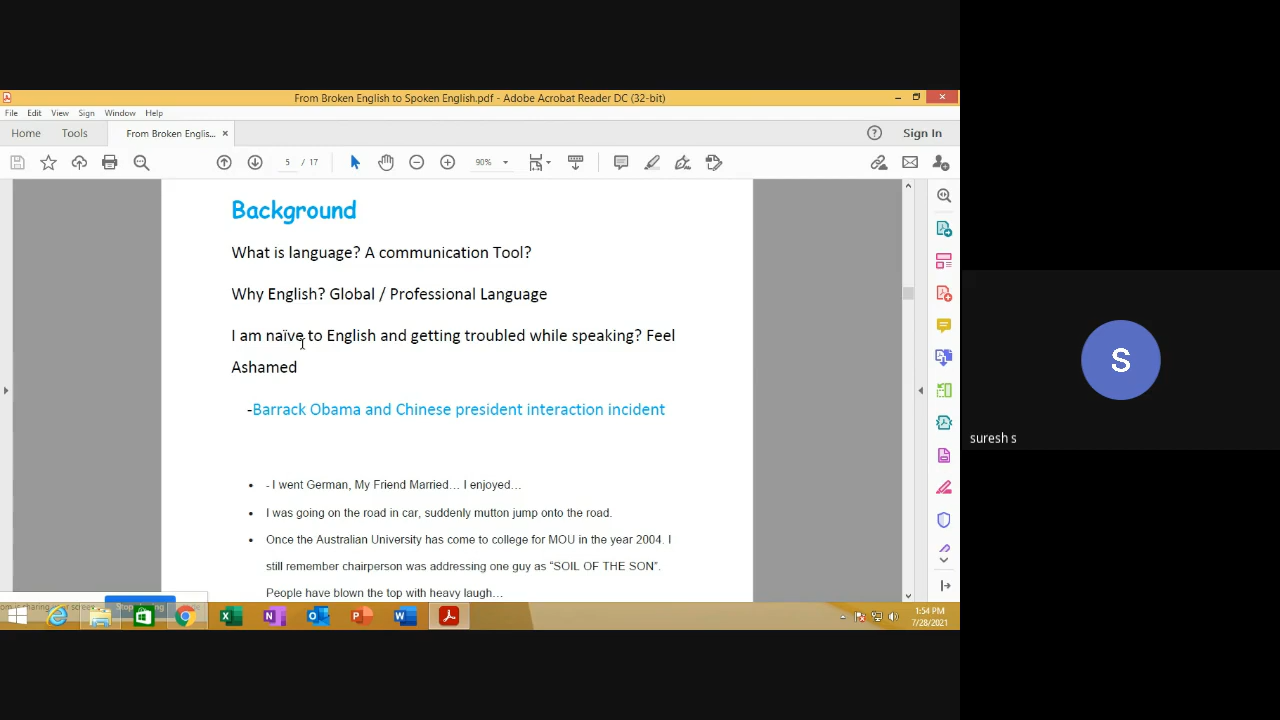 From Broken English to Spoken English.pdf - Adobe Acrobat Reader DC (32-bit)
File Edit View Sign Window Help
Home Tools From Broken Englis... × Sign In
5 / 17 90%
Background
What is language? A communication Tool?
Why English? Global / Professional Language
I am naïve to English and getting troubled while speaking? Feel
Ashamed
-Barrack Obama and Chinese president interaction incident
• - I went German, My Friend Married… I enjoyed…
• I was going on the road in car, suddenly mutton jump onto the road.
• Once the Australian University has come to college for MOU in the year 2004. I
still remember chairperson was addressing one guy as “SOIL OF THE SON”.
People have blown the top with heavy laugh…
S
suresh s
1:54 PM
7/28/2021